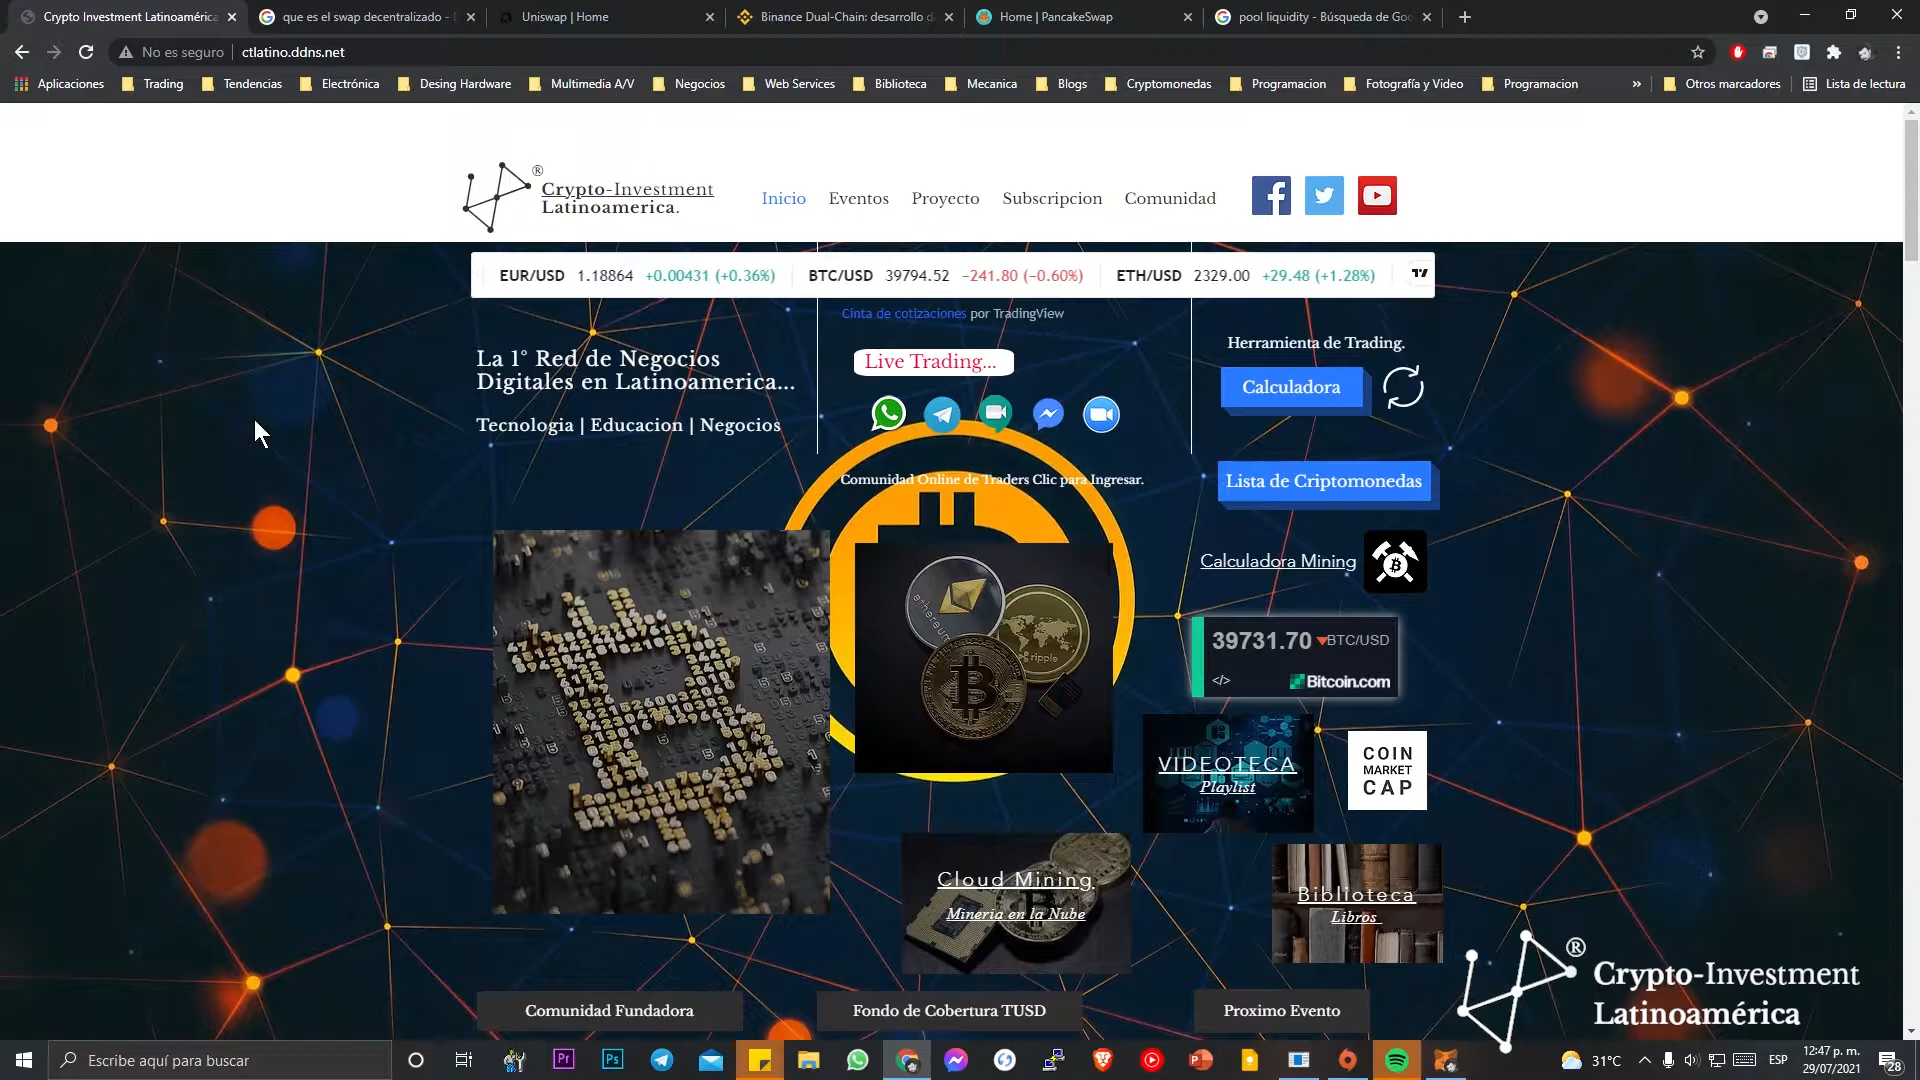 Crypto Investment Latinoaméric
que es el swap decentralizado -
Uniswap | Home
Binance Dual-Chain: desarrollo d
Home | PancakeSwap
pool liquidity - Búsqueda de Goo
No es seguro
ctlatino.ddns.net
Aplicaciones
Trading
Tendencias
Electrónica
Desing Hardware
Multimedia A/V
Negocios
Web Services
Biblioteca
Mecanica
Blogs
Cryptomonedas
Programacion
Fotografía y Video
Programacion
»
Otros marcadores
Lista de lectura
®
Crypto-Investment
Latinoamerica.
Inicio
Eventos
Proyecto
Subscripcion
Comunidad
EUR/USD 1.18864 +0.00431 (+0.36%)
BTC/USD 39794.52 −241.80 (−0.60%)
ETH/USD 2329.00 +29.48 (+1.28%)
Cinta de cotizaciones por TradingView
La 1° Red de Negocios
Digitales en Latinoamerica...
Tecnologia | Educacion | Negocios
Live Trading...
Comunidad Online de Traders Clic para Ingresar.
Herramienta de Trading.
Calculadora
Lista de Criptomonedas
Calculadora Mining
ethereum
ripple
39731.70 BTC/USD
</>
Bitcoin.com
VIDEOTECA
Playlist
COIN
MARKET
CAP
Cloud Mining
Mineria en la Nube
Biblioteca
Libros
®
Crypto-Investment
Latinoamérica
Comunidad Fundadora
Fondo de Cobertura TUSD
Proximo Evento
Escribe aquí para buscar
Pr
Ps
31°C
ESP
12:47 p. m.
29/07/2021
28